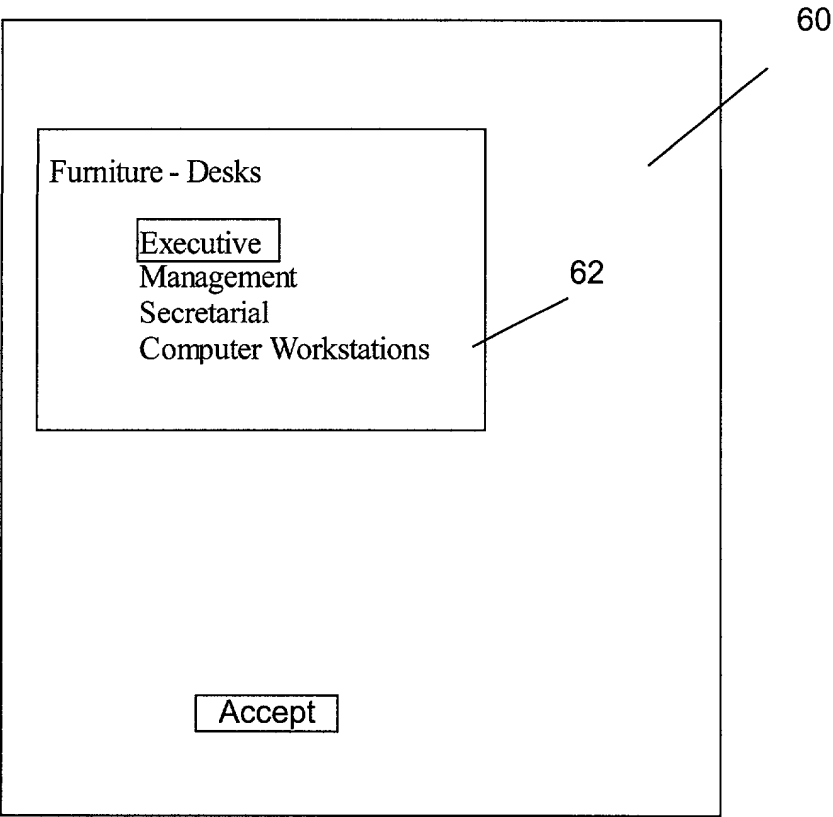 60
Furniture - Desks
Executive
Management
62
Secretarial
Computer Workstations
Accept